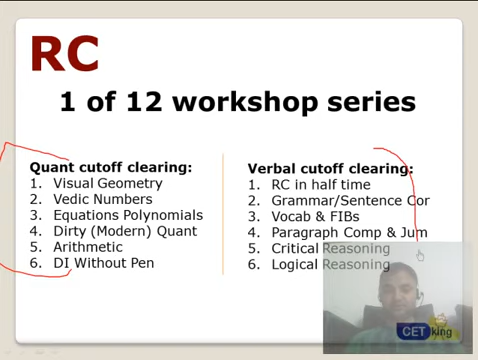 RC
1 of 12 workshop series
Quant cutoff clearing:
1. Visual Geometry
2. Vedic Numbers
3. Equations Polynomials
4. Dirty (Modern) Quant
5. Arithmetic
6. DI Without Pen
Verbal cutoff clearing:
1. RC in half time
2. Grammar/Sentence Cor
3. Vocab & FIBs
4. Paragraph Comp & Jum
5. Critical Reasoning
6. Logical Reasoning
CETking